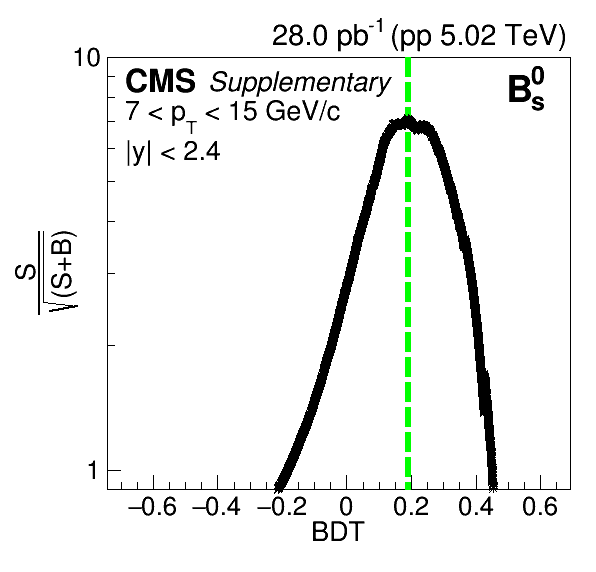 28.0 pb⁻¹ (pp 5.02 TeV)
10
CMS Supplementary
B⁰ₛ
7 < p_T < 15 GeV/c
|y| < 2.4
S
√(S+B)
1
−0.6 −0.4 −0.2 0 0.2 0.4 0.6
BDT